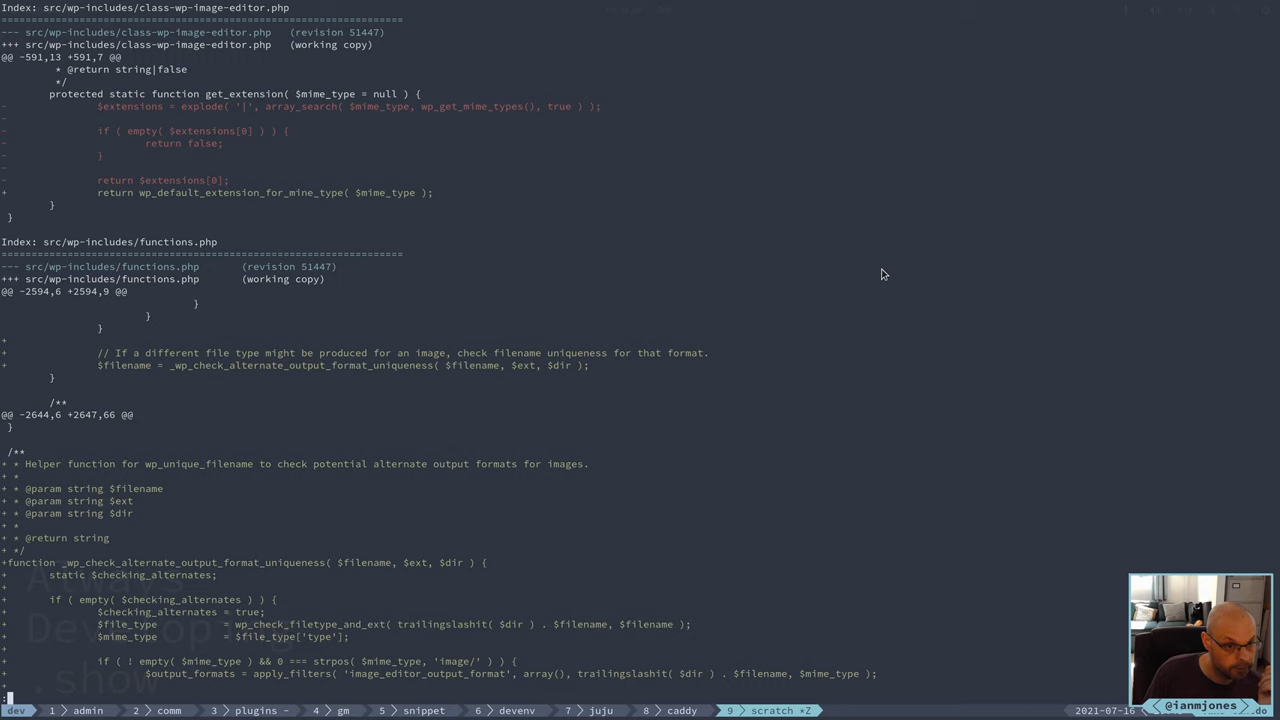 Index: src/wp-includes/class-wp-image-editor.php
===================================================================
--- src/wp-includes/class-wp-image-editor.php	(revision 51447)
+++ src/wp-includes/class-wp-image-editor.php	(working copy)
@@ -591,13 +591,7 @@
 * @return string|false
 */
protected static function get_extension( $mime_type = null ) {
- $extensions = explode( '|', array_search( $mime_type, wp_get_mime_types(), true ) );
-
- if ( empty( $extensions[0] ) ) {
- return false;
- }
-
- return $extensions[0];
+ return wp_default_extension_for_mine_type( $mime_type );
}
}
Index: src/wp-includes/functions.php
===================================================================
--- src/wp-includes/functions.php	(revision 51447)
+++ src/wp-includes/functions.php	(working copy)
@@ -2594,6 +2594,9 @@
}
}
}
+
+ // If a different file type might be produced for an image, check filename uniqueness for that format.
+ $filename = _wp_check_alternate_output_format_uniqueness( $filename, $ext, $dir );
}
/**
@@ -2644,6 +2647,66 @@
}
/**
+ * Helper function for wp_unique_filename to check potential alternate output formats for images.
+ *
+ * @param string $filename
+ * @param string $ext
+ * @param string $dir
+ *
+ * @return string
+ */
+function _wp_check_alternate_output_format_uniqueness( $filename, $ext, $dir ) {
+ static $checking_alternates;
+
+ if ( empty( $checking_alternates ) ) {
+ $checking_alternates = true;
+ $file_type = wp_check_filetype_and_ext( trailingslashit( $dir ) . $filename, $filename );
+ $mime_type = $file_type['type'];
+
+ if ( ! empty( $mime_type ) && 0 === strpos( $mime_type, 'image/' ) ) {
+ $output_formats = apply_filters( 'image_editor_output_format', array(), trailingslashit( $dir ) . $filename, $mime_type );
+
:
dev 1 admin 2 comm 3 plugins - 4 gm 5 snippet 6 devenv 7 juju 8 caddy 9 scratch *Z 2021-07-16
@ianmjones